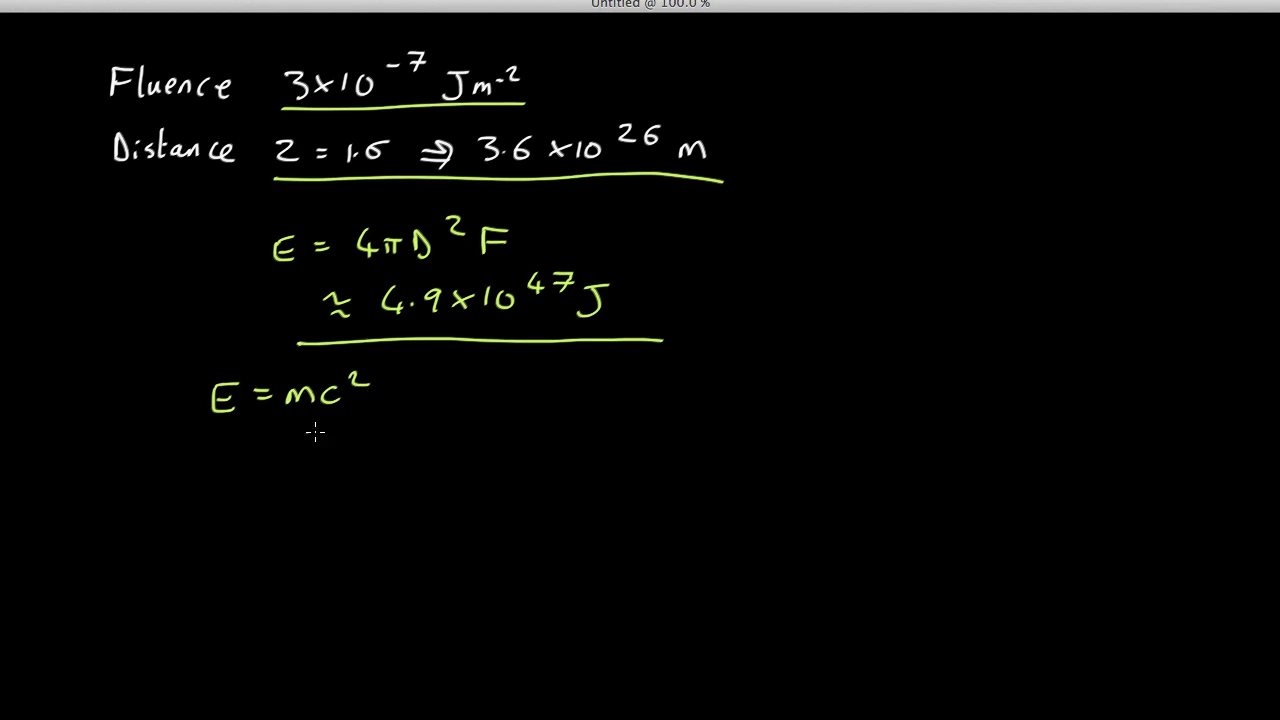 Untitled @ 100.0 %
Fluence 3×10⁻⁷ Jm⁻²
Distance z = 1.6 ⇒ 3.6 ×10²⁶ m
E = 4πD²F
≈ 4.9×10⁴⁷J
E = mc²